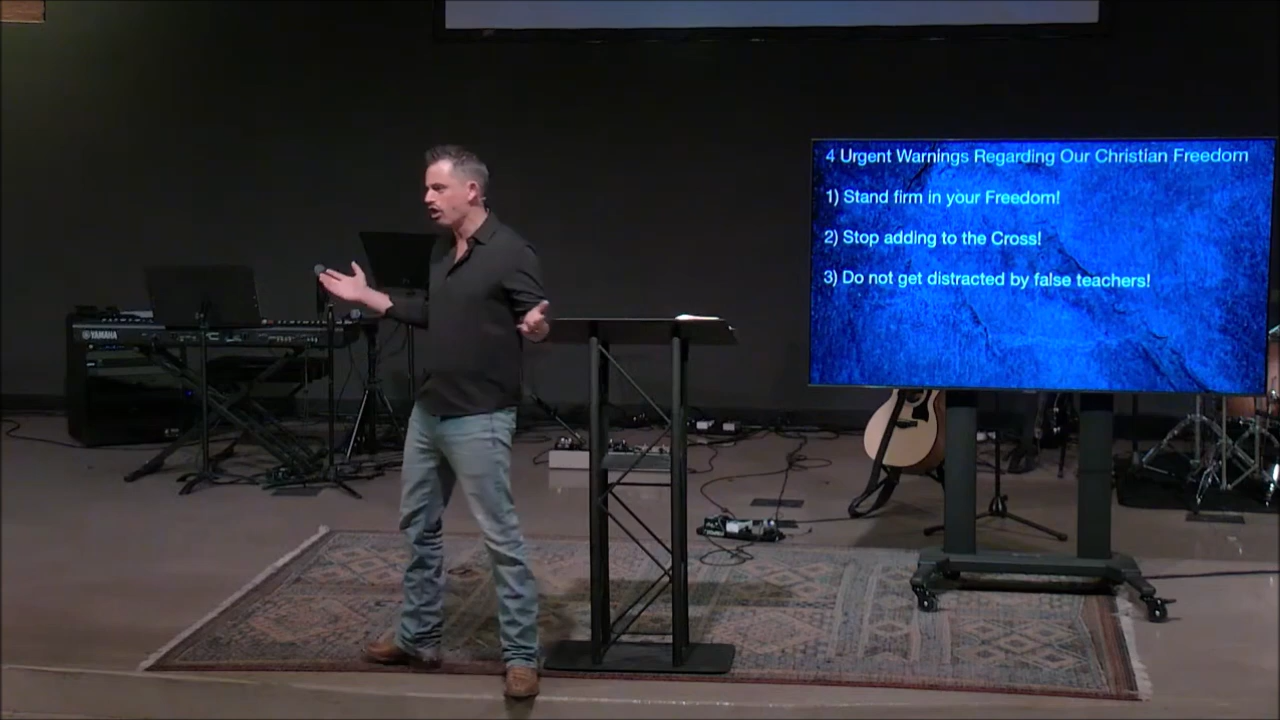 4 Urgent Warnings Regarding Our Christian Freedom
1) Stand firm in your Freedom!
2) Stop adding to the Cross!
3) Do not get distracted by false teachers!
YAMAHA